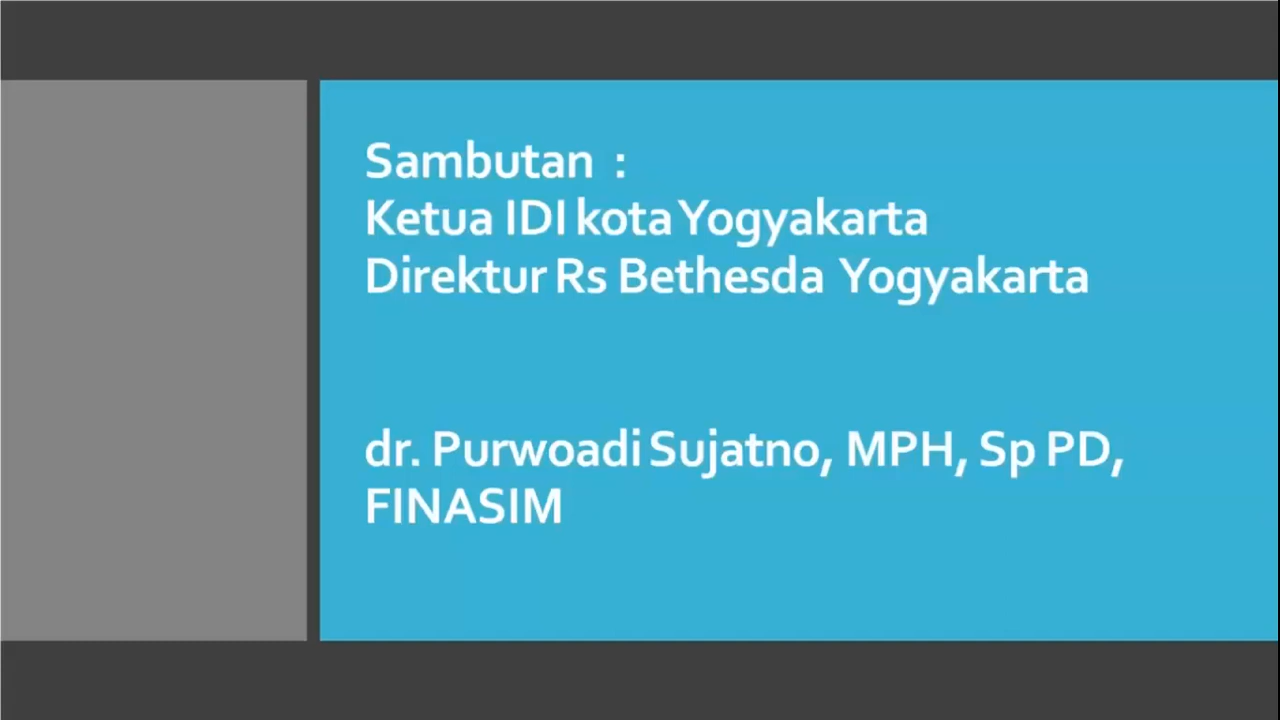 Sambutan :
Ketua IDI kota Yogyakarta
Direktur Rs Bethesda Yogyakarta
dr. Purwoadi Sujatno, MPH, Sp PD,
FINASIM